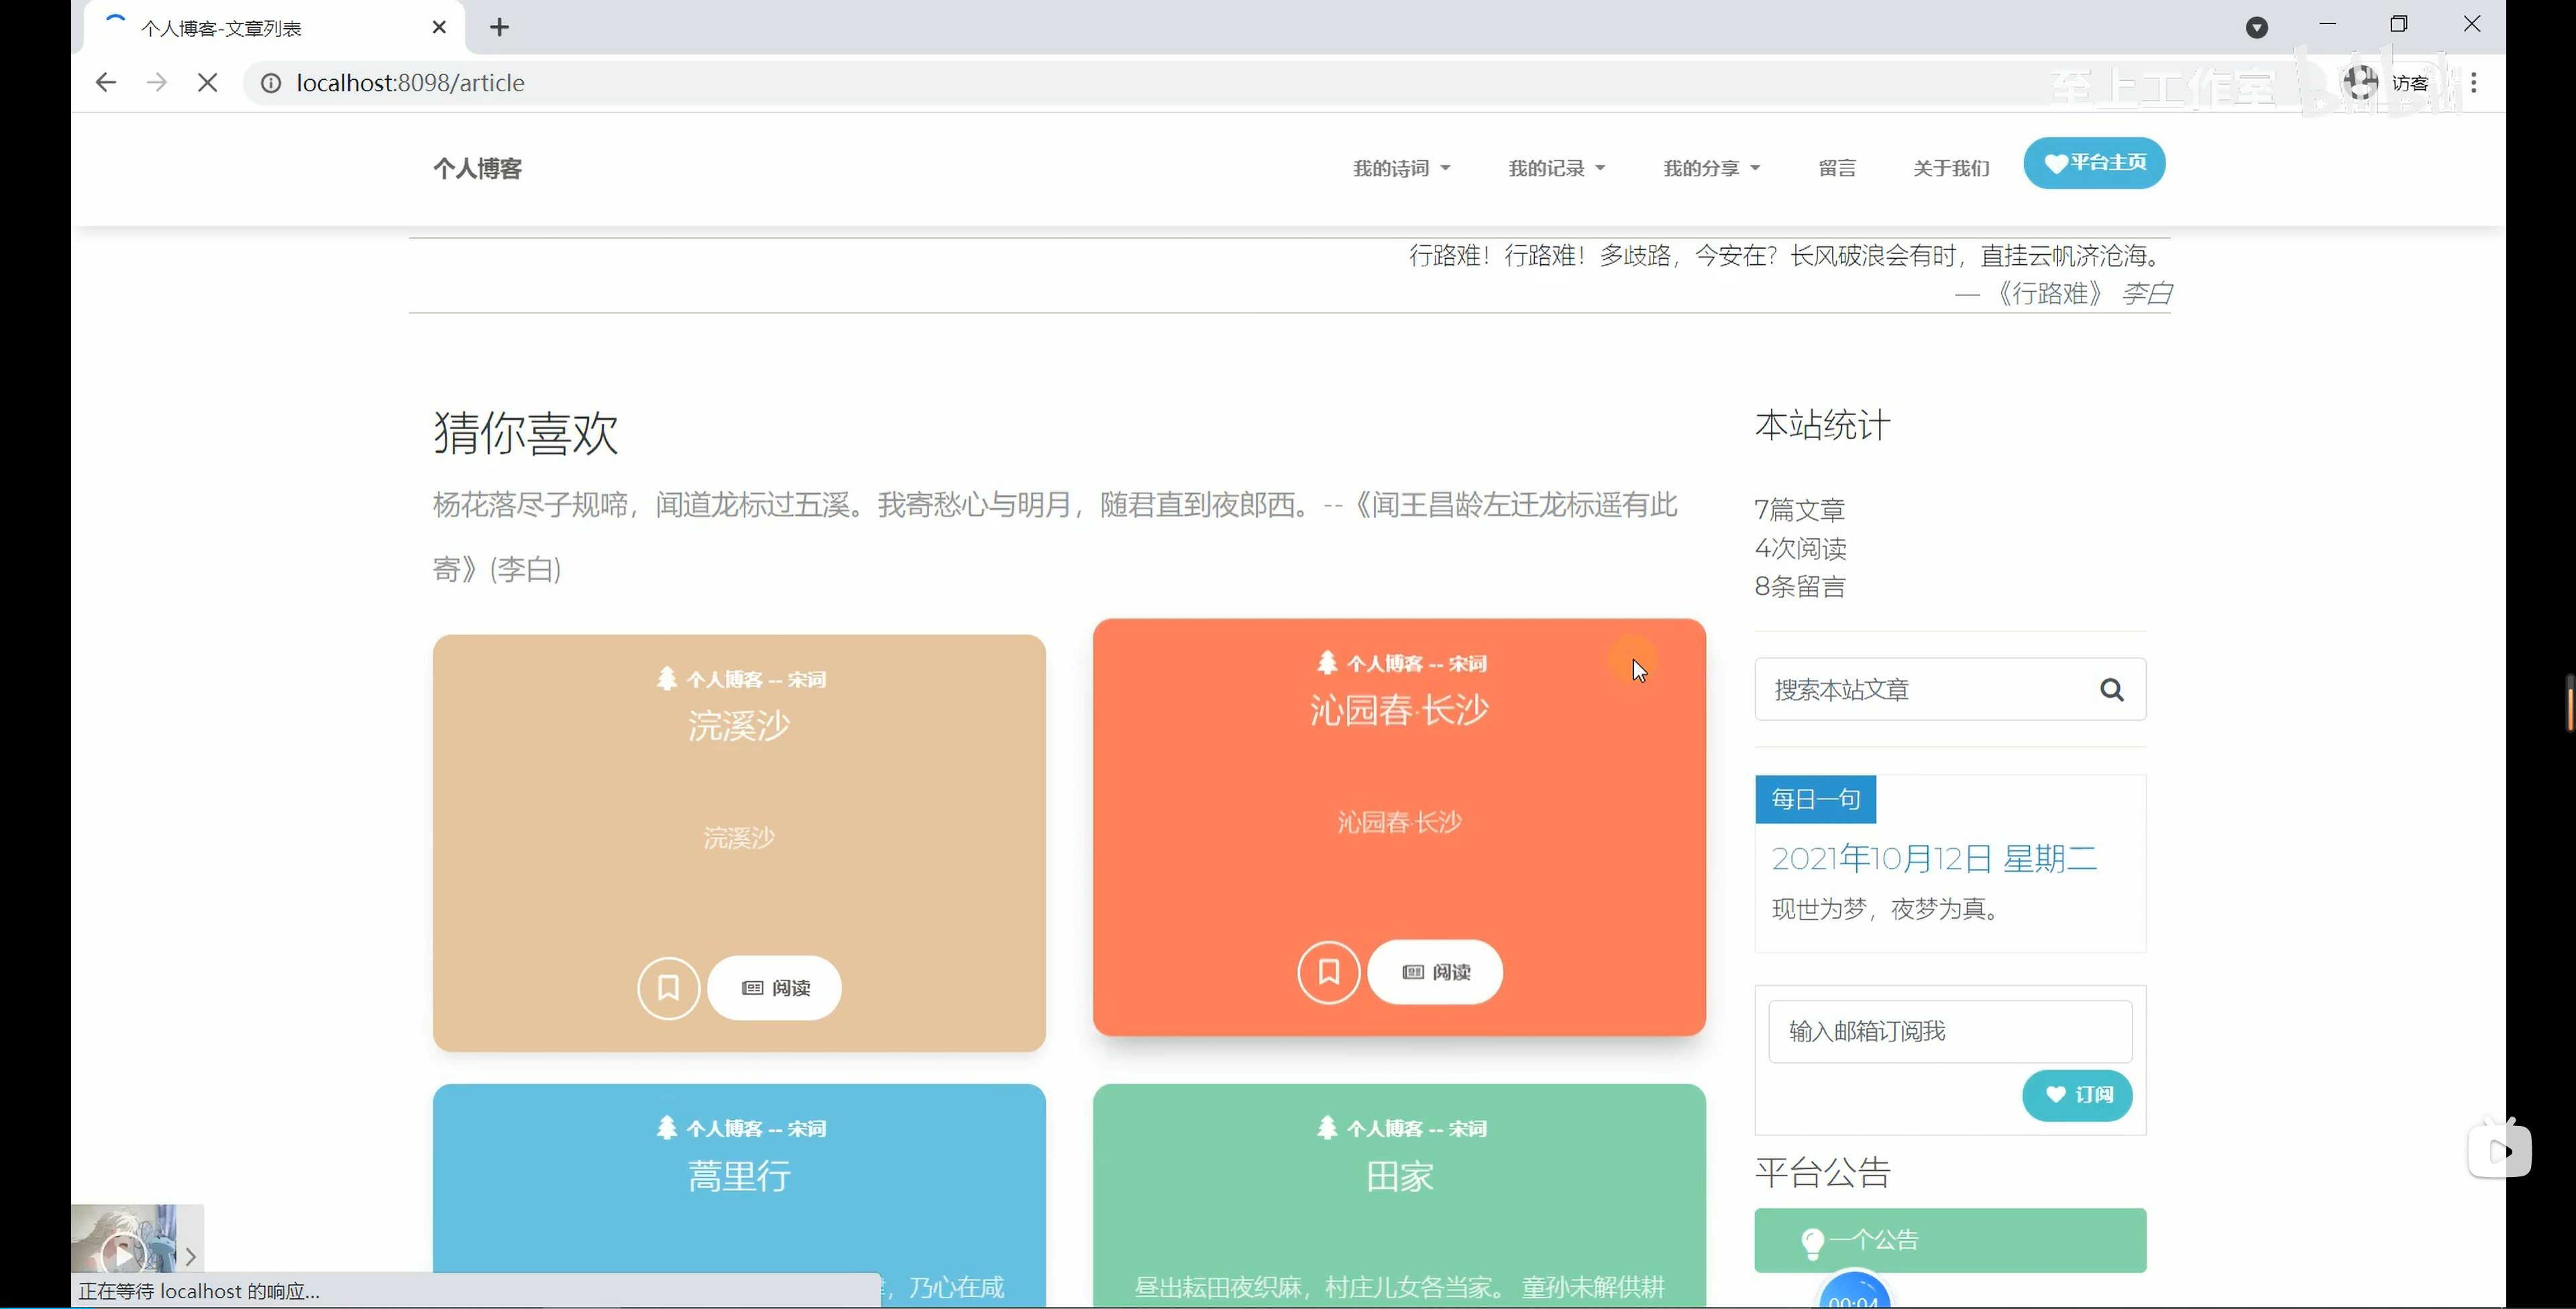 个人博客-文章列表
localhost:8098/article
至上工作室
bilibili
访客
个人博客
我的诗词
我的记录
我的分享
留言
关于我们
平台主页
行路难！行路难！多歧路，今安在？长风破浪会有时，直挂云帆济沧海。
— 《行路难》 李白
猜你喜欢
杨花落尽子规啼，闻道龙标过五溪。我寄愁心与明月，随君直到夜郎西。--《闻王昌龄左迁龙标遥有此
寄》(李白)
个人博客 -- 宋词
浣溪沙
浣溪沙
阅读
个人博客 -- 宋词
沁园春·长沙
沁园春·长沙
阅读
个人博客 -- 宋词
蒿里行
，乃心在咸
个人博客 -- 宋词
田家
昼出耘田夜织麻，村庄儿女各当家。 童孙未解供耕
本站统计
7篇文章
4次阅读
8条留言
搜索本站文章
每日一句
2021年10月12日 星期二
现世为梦，夜梦为真。
输入邮箱订阅我
订阅
平台公告
一个公告
00:04
正在等待 localhost 的响应...